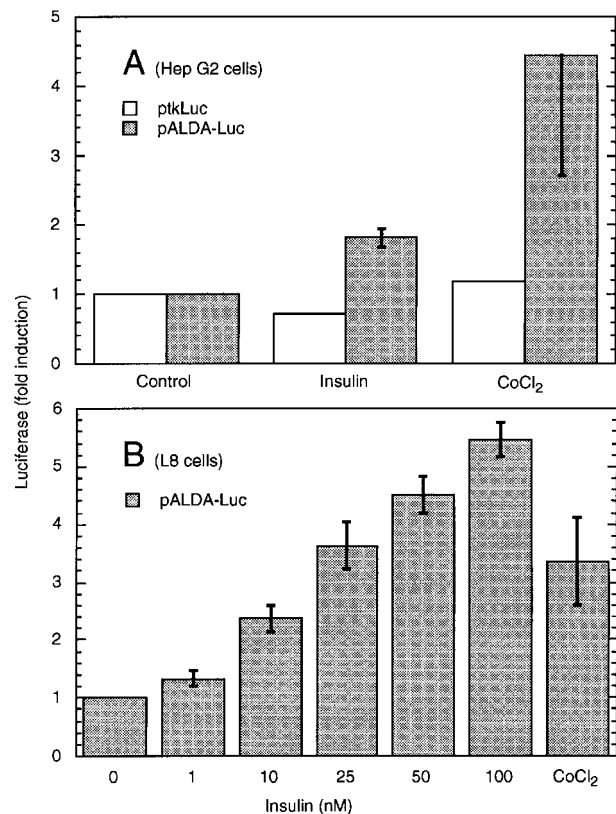 A (Hep G2 cells)
ptkLuc
pALDA-Luc
5
4
3
2
1
0
Control Insulin CoCl₂
Luciferase (fold induction)
B (L8 cells)
pALDA-Luc
6
5
4
3
2
1
0
0 1 10 25 50 100 CoCl₂
Insulin (nM)